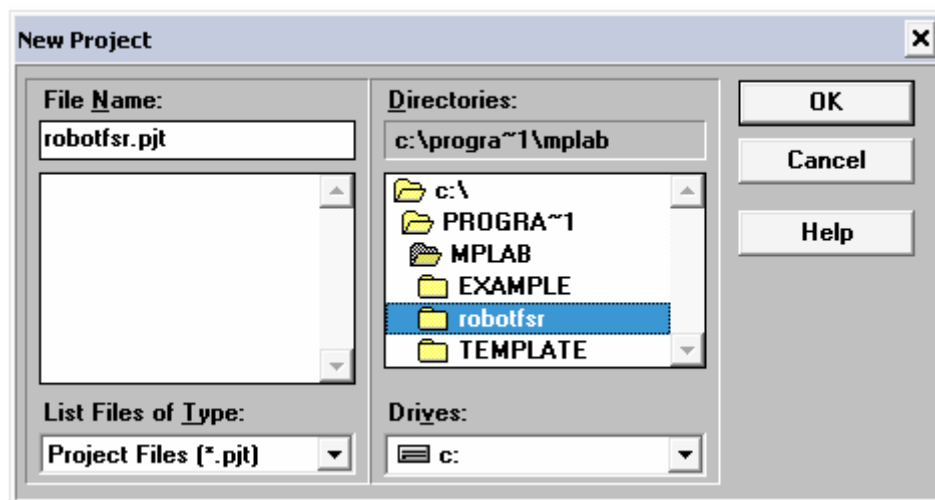 New Project
File Name:
robotfsr.pjt
List Files of Type:
Project Files (*.pjt)
Directories:
c:\progra~1\mplab
c:\
PROGRA~1
MPLAB
EXAMPLE
robotfsr
TEMPLATE
Drives:
c:
OK
Cancel
Help